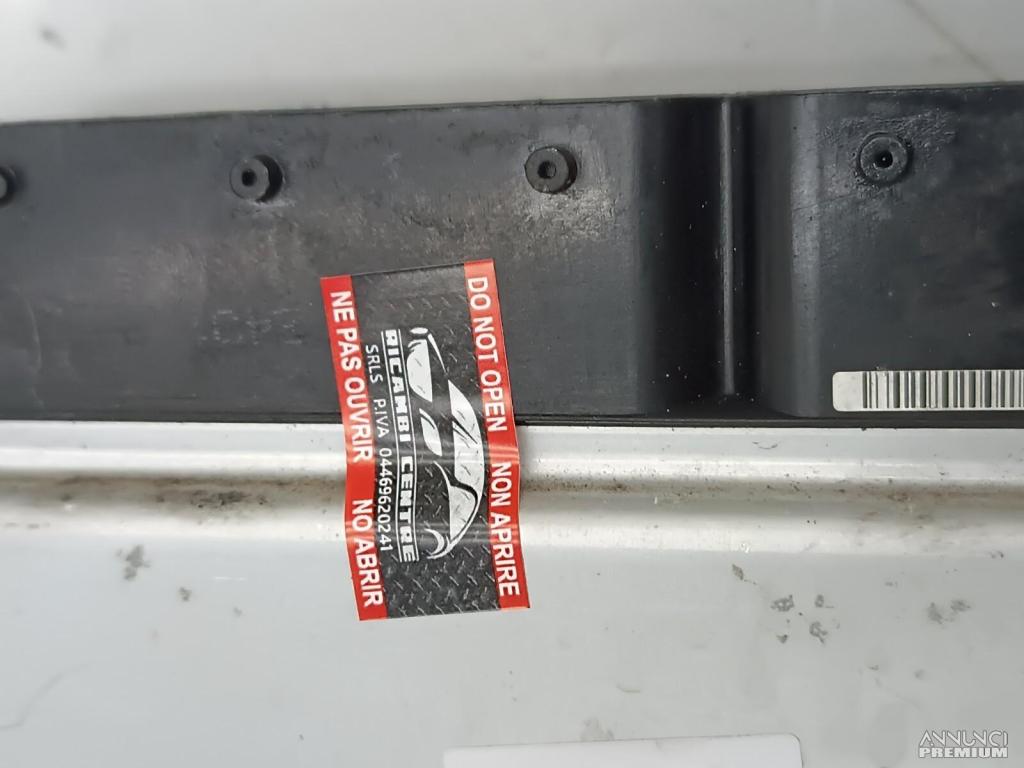 DO NOT OPEN NON APRIRE
RICAMBI CENTRE
SRLS P.IVA 04469620241
NE PAS OUVRIR NO ABRIR
ANNUNCI
PREMIUM